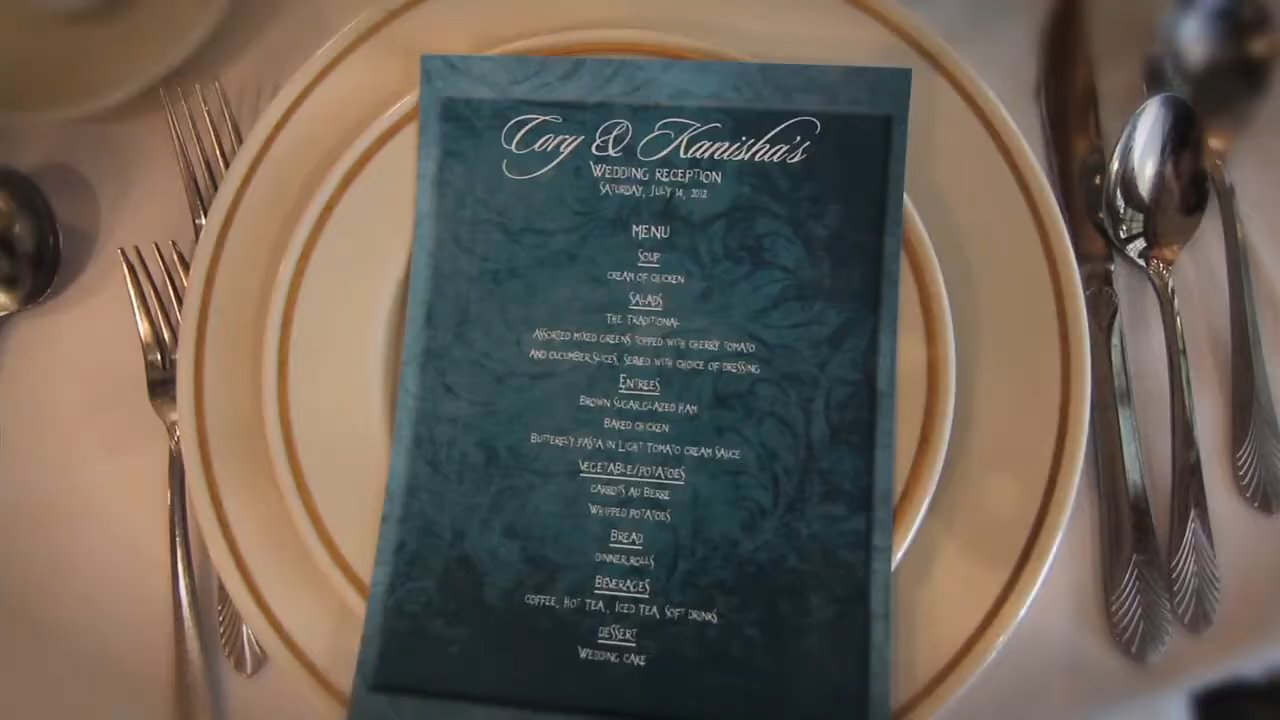 Cory & Kanisha's
WEDDING RECEPTION
SATURDAY, JULY 14, 2012
MENU
SOUP
CREAM OF CHICKEN
SALADS
THE TRADITIONAL
ASSORTED MIXED GREENS TOPPED WITH CHERRY TOMATO
AND CUCUMBER SLICES, SERVED WITH CHOICE OF DRESSING
ENTREES
BROWN SUGAR GLAZED HAM
BAKED CHICKEN
BUTTERFLY PASTA IN LIGHT TOMATO CREAM SAUCE
VEGETABLE/POTATOES
CARROTS AU BERRE
WHIPPED POTATOES
BREAD
DINNER ROLLS
BEVERAGES
COFFEE, HOT TEA, ICED TEA, SOFT DRINKS
DESSERT
WEDDING CAKE